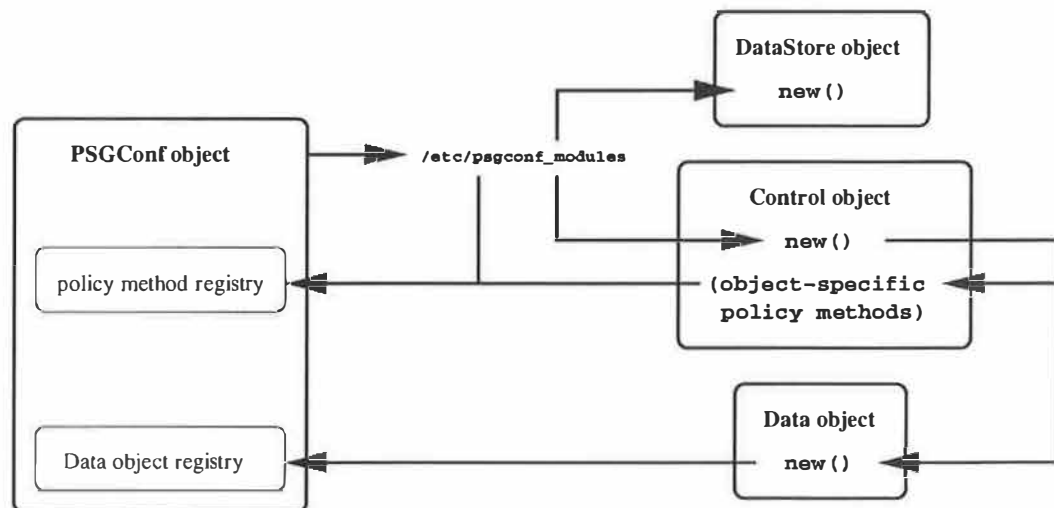 DataStore object
new()
PSGConf object
/etc/psgconf_modules
Control object
new()
policy method registry
(object-specific
policy methods)
Data object
Data object registry
new()